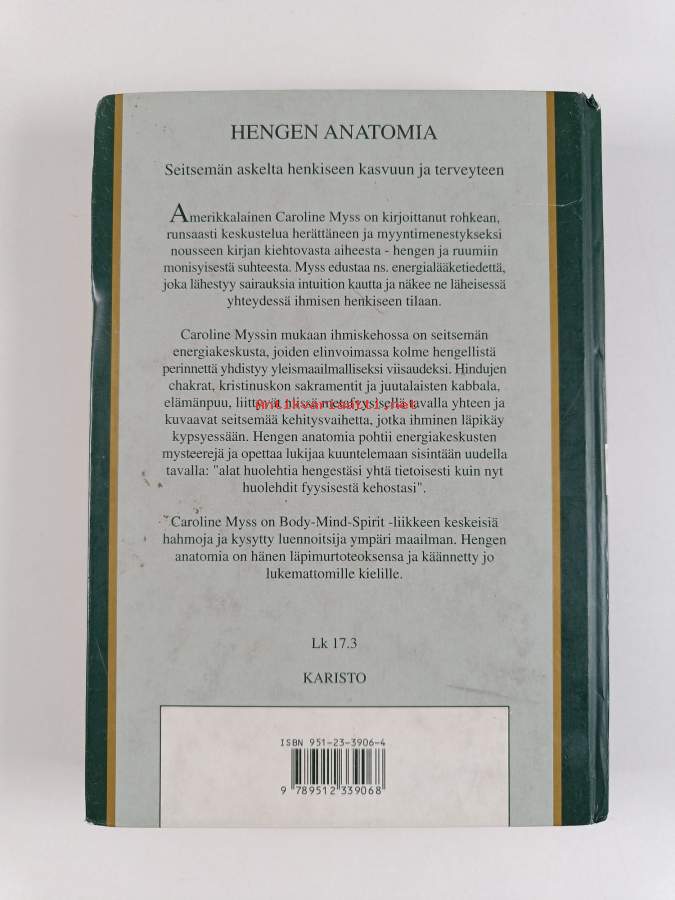 HENGEN ANATOMIA
Seitsemän askelta henkiseen kasvuun ja terveyteen
Amerikkalainen Caroline Myss on kirjoittanut rohkean,
runsaasti keskustelua herättäneen ja myyntimenestykseksi
nousseen kirjan kiehtovasta aiheesta - hengen ja ruumiin
monisyisestä suhteesta. Myss edustaa ns. energialääketiedettä,
joka lähestyy sairauksia intuition kautta ja näkee ne läheisessä
yhteydessä ihmisen henkiseen tilaan.
Caroline Myssin mukaan ihmiskehossa on seitsemän
energiakeskusta, joiden elinvoimassa kolme hengellistä
perinnettä yhdistyy yleismaailmalliseksi viisaudeksi. Hindujen
chakrat, kristinuskon sakramentit ja juutalaisten kabbala,
elämänpuu, liittyvät metafyysisellä tavalla yhteen ja
Antikvariaatti.net
kuvaavat seitsemää kehitysvaihetta, jotka ihminen läpikäy
kypsyessään. Hengen anatomia pohtii energiakeskusten
mysteerejä ja opettaa lukijaa kuuntelemaan sisintään uudella
tavalla: "alat huolehtia hengestäsi yhtä tietoisesti kuin nyt
huolehdit fyysisestä kehostasi".
Caroline Myss on Body-Mind-Spirit -liikkeen keskeisiä
hahmoja ja kysytty luennoitsija ympäri maailman. Hengen
anatomia on hänen läpimurtoteoksensa ja käännetty jo
lukemattomille kielille.
Lk 17.3
KARISTO
ISBN 951-23-3906-4
9 789512 339068